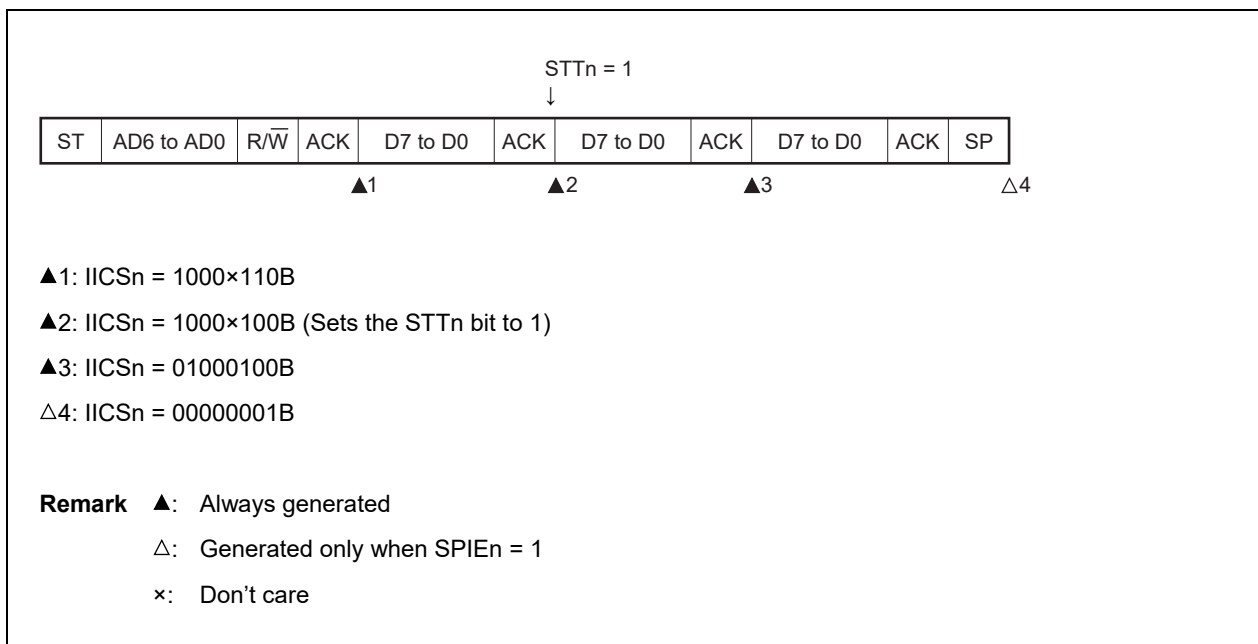 STTn = 1
↓
ST AD6 to AD0 R/W̅ ACK D7 to D0 ACK D7 to D0 ACK D7 to D0 ACK SP
▲1 ▲2 ▲3 △4
▲1: IICSn = 1000×110B
▲2: IICSn = 1000×100B (Sets the STTn bit to 1)
▲3: IICSn = 01000100B
△4: IICSn = 00000001B
Remark ▲: Always generated
△: Generated only when SPIEn = 1
×: Don’t care